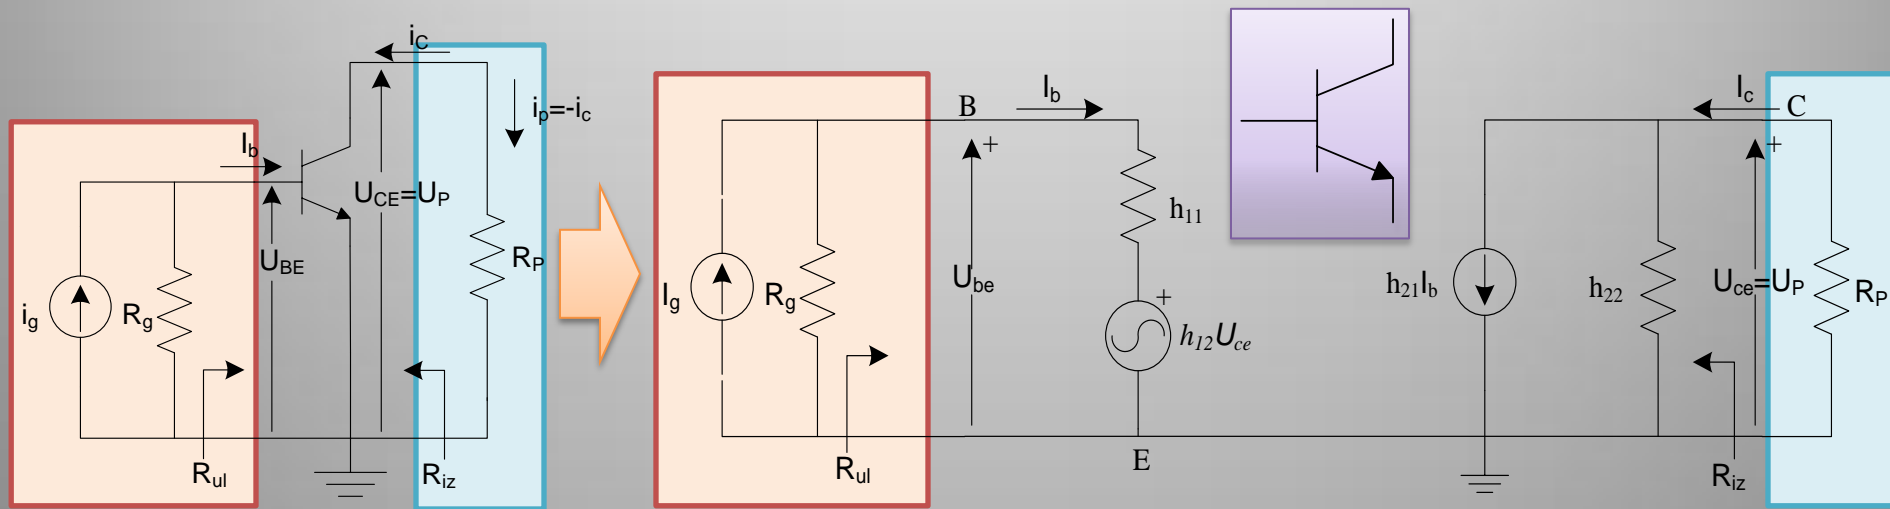 iC
ip=-ic
Ib
UCE=UP
UBE
RP
ig
Rg
Rul
Riz
B
Ib
+
h11
Ube
Ig
Rg
+
h12Uce
Rul
E
Ic
C
+
h21Ib
h22
Uce=UP
RP
Riz